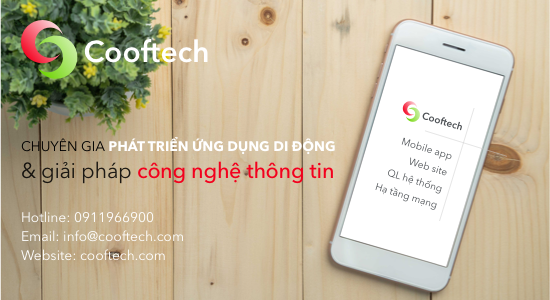 Cooftech
CHUYÊN GIA PHÁT TRIỂN ỨNG DỤNG DI ĐỘNG
& giải pháp công nghệ thông tin
Hotline: 0911966900
Email: info@cooftech.com
Website: cooftech.com
Cooftech
Mobile app
Web site
QL hệ thống
Hạ tầng mạng